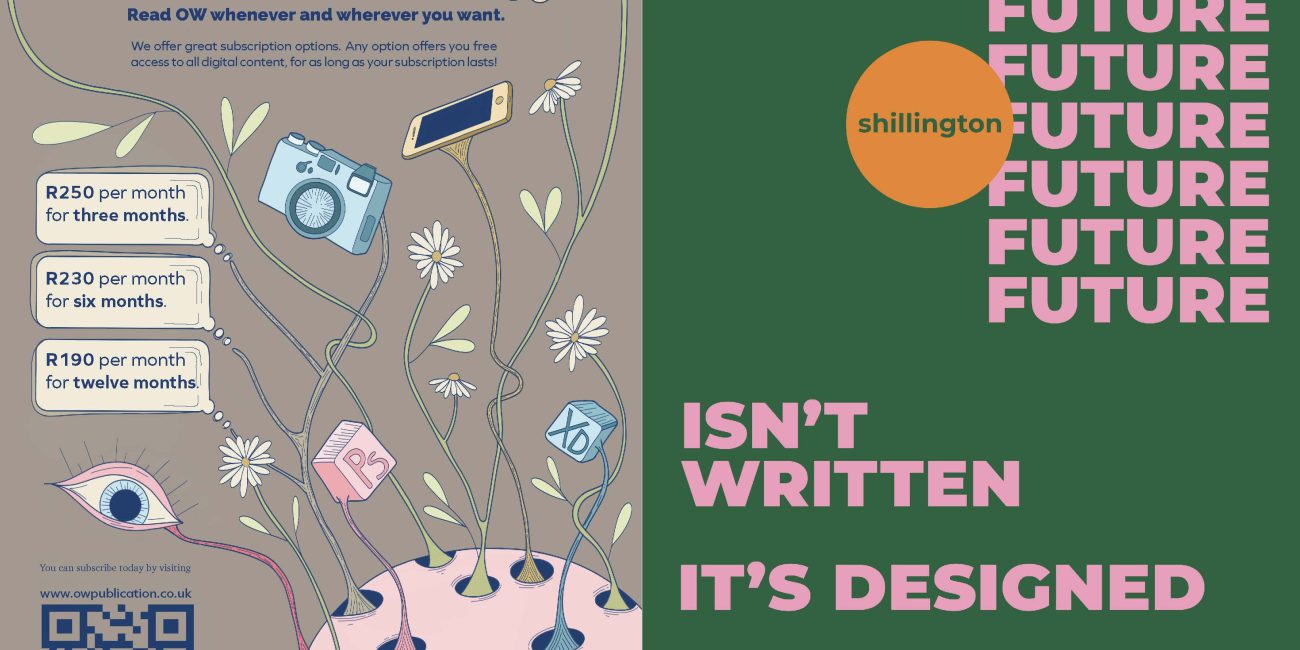 Read OW whenever and wherever you want.
We offer great subscription options. Any option offers you free
access to all digital content, for as long as your subscription lasts!
R250 per month
for three months.
R230 per month
for six months.
R190 per month
for twelve months.
PS
XD
You can subscribe today by visiting
www.owpublication.co.uk
FUTURE
FUTURE
shillington
FUTURE
FUTURE
FUTURE
FUTURE
ISN’T
WRITTEN
IT’S DESIGNED